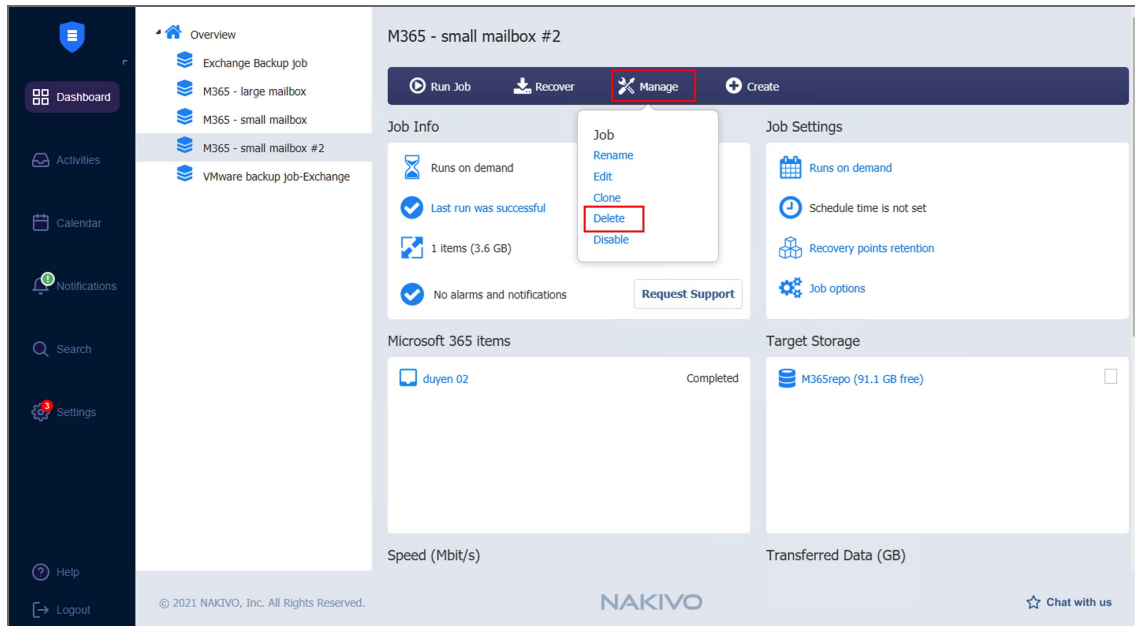 Dashboard
Activities
Calendar
Notifications
Search
3
Settings
Help
Logout
Overview
Exchange Backup job
M365 - large mailbox
M365 - small mailbox
M365 - small mailbox #2
VMware backup job-Exchange
M365 - small mailbox #2
Run Job
Recover
Manage
Create
Job Info
Runs on demand
Last run was successful
1 items (3.6 GB)
No alarms and notifications
Request Support
Job
Rename
Edit
Clone
Delete
Disable
Job Settings
Runs on demand
Schedule time is not set
Recovery points retention
Job options
Microsoft 365 items
duyen 02
Completed
Target Storage
M365repo (91.1 GB free)
Speed (Mbit/s)
Transferred Data (GB)
© 2021 NAKIVO, Inc. All Rights Reserved.
NAKIVO
Chat with us